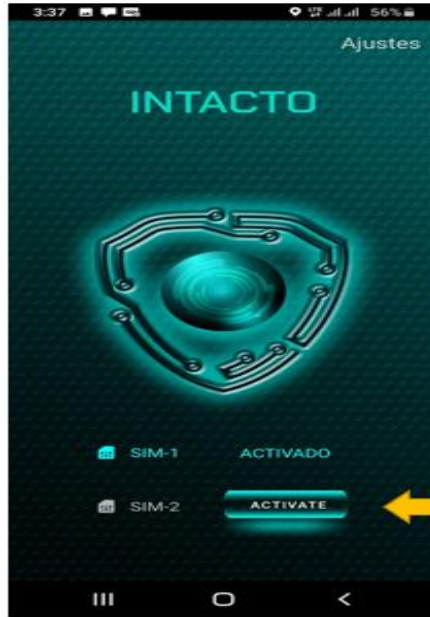 3:37 56%
Ajustes
INTACTO
SIM-1 ACTIVADO
SIM-2 ACTIVATE